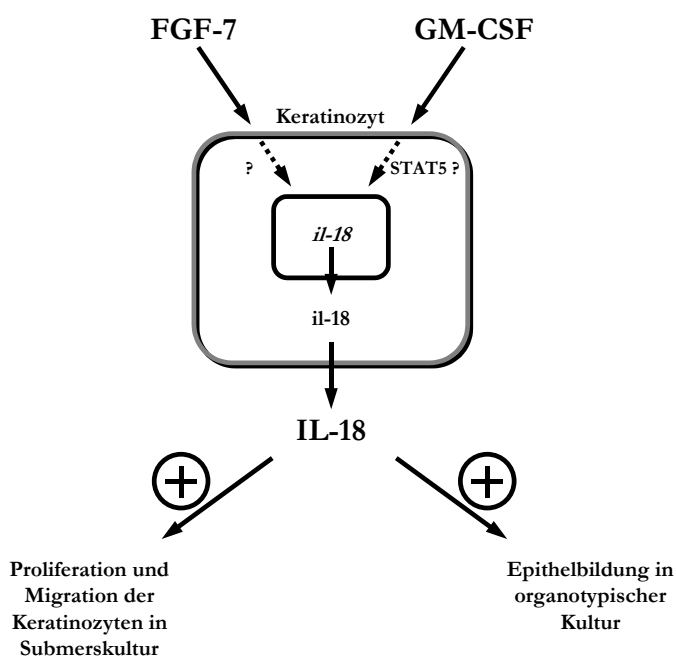 FGF-7 GM-CSF
Keratinozyt
? STAT5 ?
il-18
il-18
IL-18
Proliferation und
Migration der
Keratinozyten in
Submerskultur
Epithelbildung in
organotypischer
Kultur